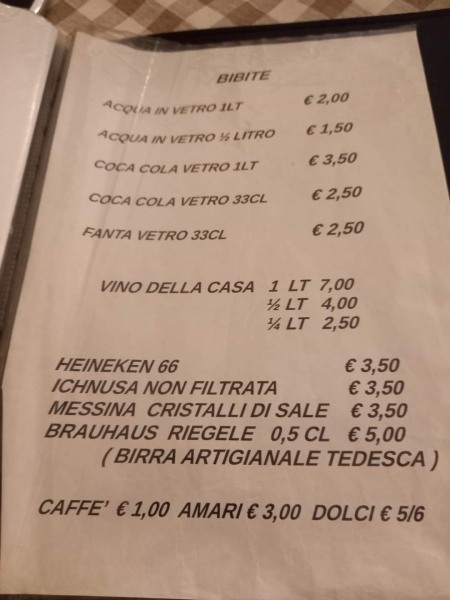 BIBITE
ACQUA IN VETRO 1LT € 2,00
ACQUA IN VETRO ½ LITRO € 1,50
COCA COLA VETRO 1LT € 3,50
COCA COLA VETRO 33CL € 2,50
FANTA VETRO 33CL € 2,50
VINO DELLA CASA 1 LT 7,00
½ LT 4,00
¼ LT 2,50
HEINEKEN 66 € 3,50
ICHNUSA NON FILTRATA € 3,50
MESSINA CRISTALLI DI SALE € 3,50
BRAUHAUS RIEGELE 0,5 CL € 5,00
( BIRRA ARTIGIANALE TEDESCA )
CAFFE’ € 1,00 AMARI € 3,00 DOLCI € 5/6